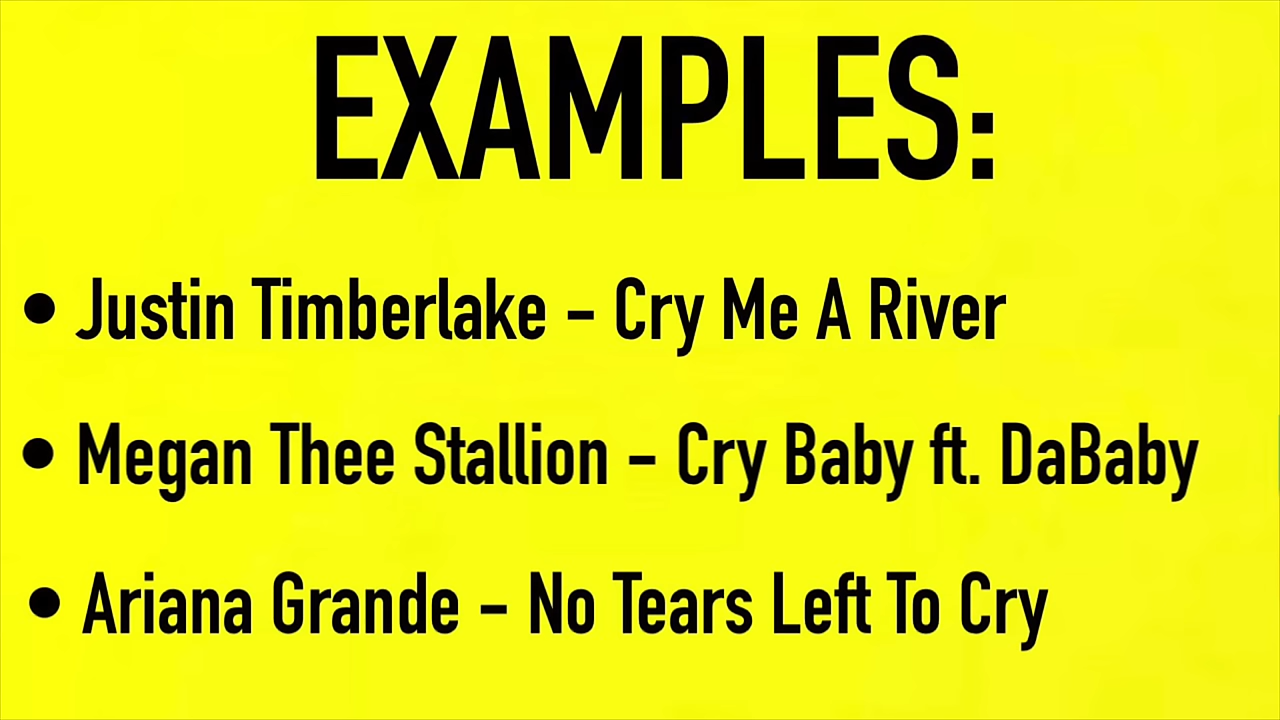 EXAMPLES:
• Justin Timberlake - Cry Me A River
• Megan Thee Stallion - Cry Baby ft. DaBaby
• Ariana Grande - No Tears Left To Cry